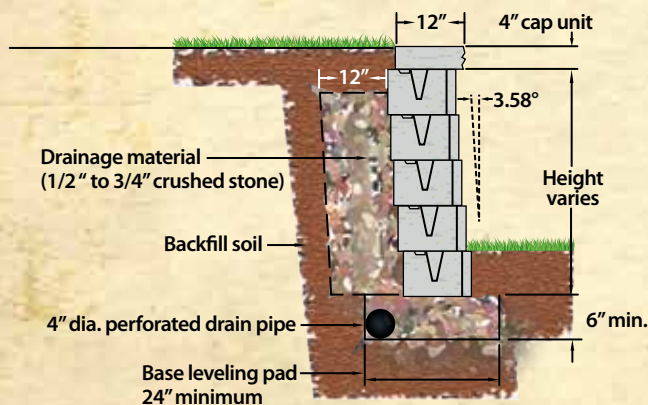 12”
4” cap unit
12”
3.58°
Drainage material
(1/2 “ to 3/4” crushed stone)
Height
varies
Backfill soil
4” dia. perforated drain pipe
6” min.
Base leveling pad
24” minimum